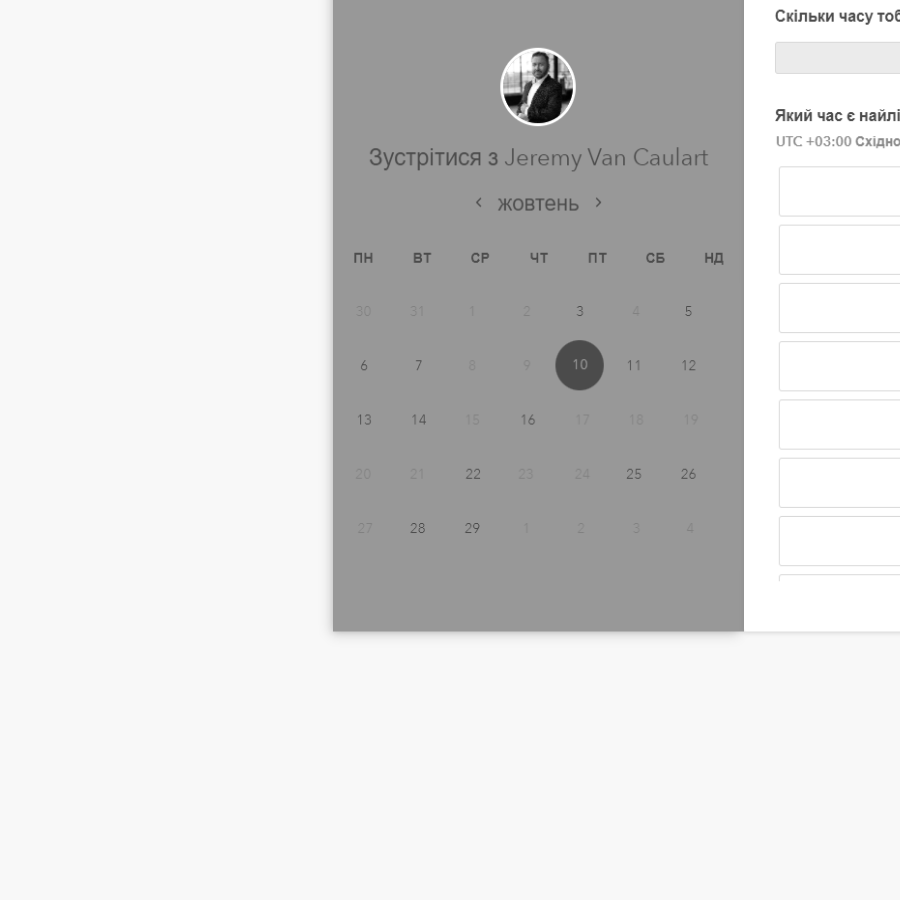 Скільки часу тоб
Який час є найлі
UTC +03:00 Східно
Зустрітися з Jeremy Van Caulart
жовтень
ПН ВТ СР ЧТ ПТ СБ НД
30 31 1 2 3 4 5
6 7 8 9 10 11 12
13 14 15 16 17 18 19
20 21 22 23 24 25 26
27 28 29 1 2 3 4